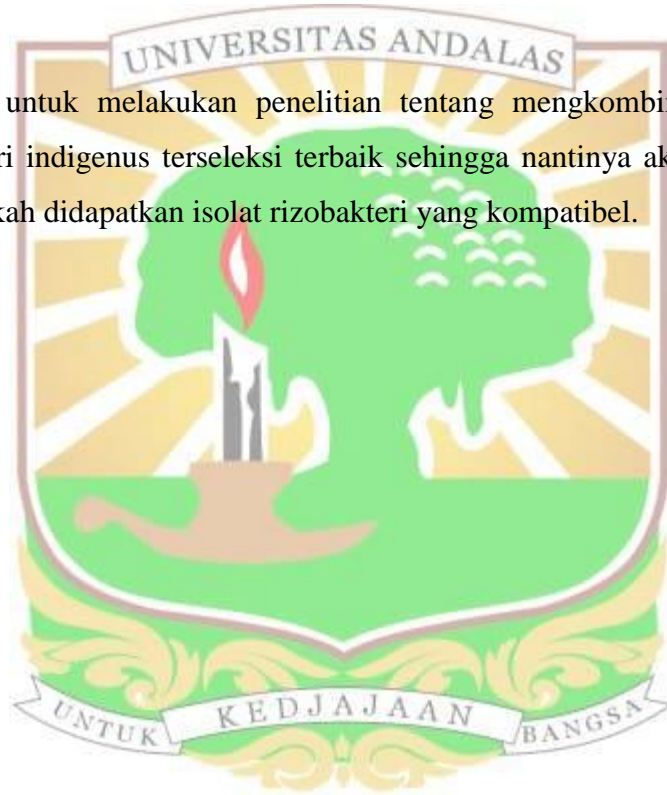 UNIVERSITAS ANDALAS
untuk melakukan penelitian tentang mengkombi
ri indigenus terseleksi terbaik sehingga nantinya ak
kah didapatkan isolat rizobakteri yang kompatibel.
UNTUK KEDJAJAAN BANGSA